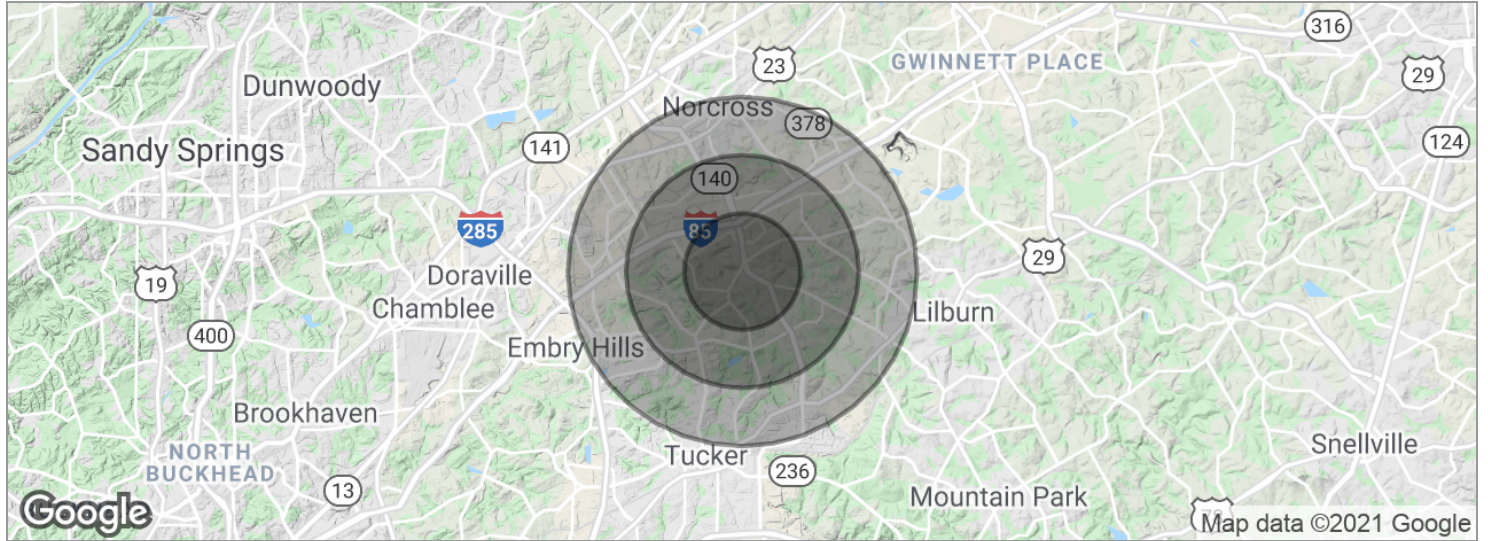 316
23
GWINNETT PLACE
29
Dunwoody
Norcross
378
Sandy Springs
141
124
140
285
85
29
19
Doraville
Chamblee
Lilburn
400
Embry Hills
Brookhaven
NORTH
BUCKHEAD
Tucker
Snellville
236
13
Mountain Park
Google
Map data ©2021 Google